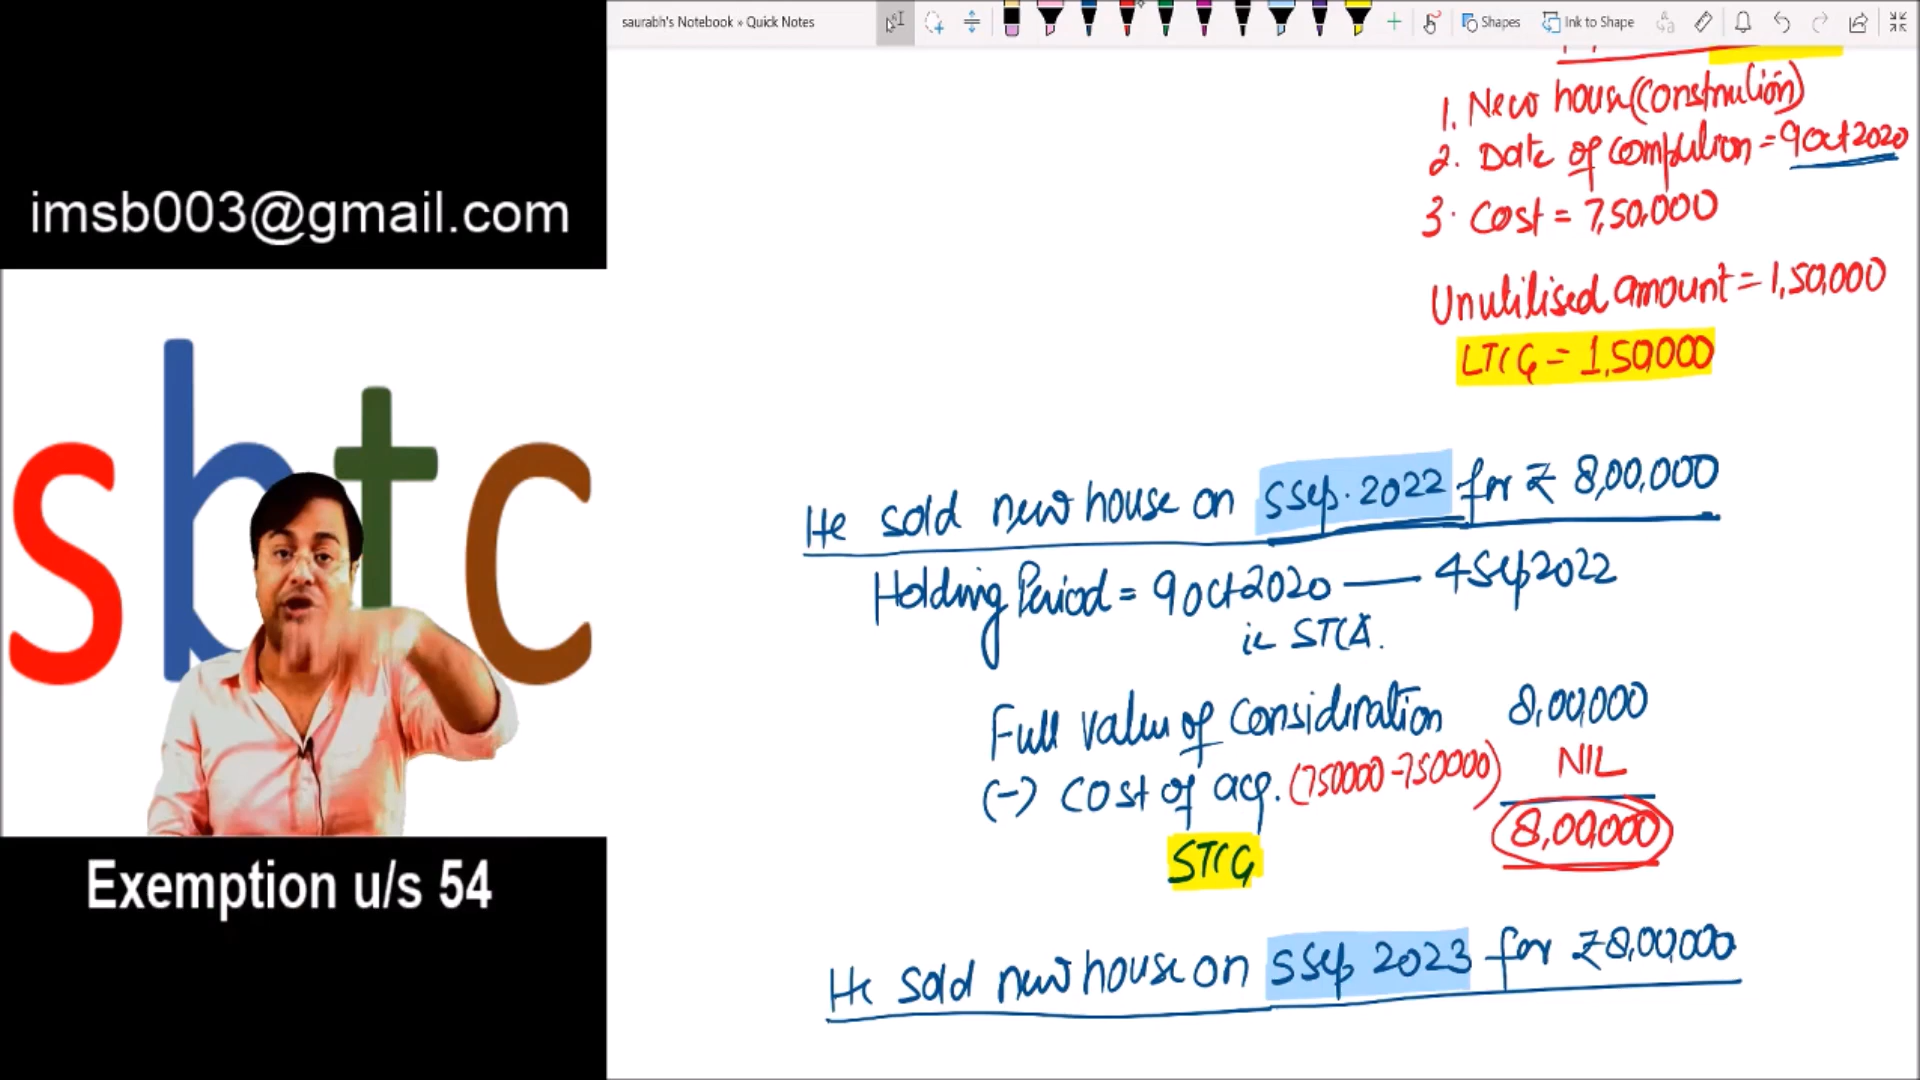 saurabh's Notebook » Quick Notes
Shapes
Ink to Shape
imsb003@gmail.com
sbtc
Exemption u/s 54
1. New house (Construction)
2. Date of complition = 9 Oct 2020
3. Cost = 7,50,000
Unutilised amount = 1,50,000
LTCG = 1,50,000
He sold new house on 5 Sep. 2022 for ₹ 8,00,000
Holding Period = 9 Oct 2020 — 4 Sep 2022
ie STCA.
Full value of consideration 8,00,000
(-) Cost of acq. (750000-750000) NIL
STCG 8,00,000
He sold new house on 5 Sep 2023 for ₹8,00,000